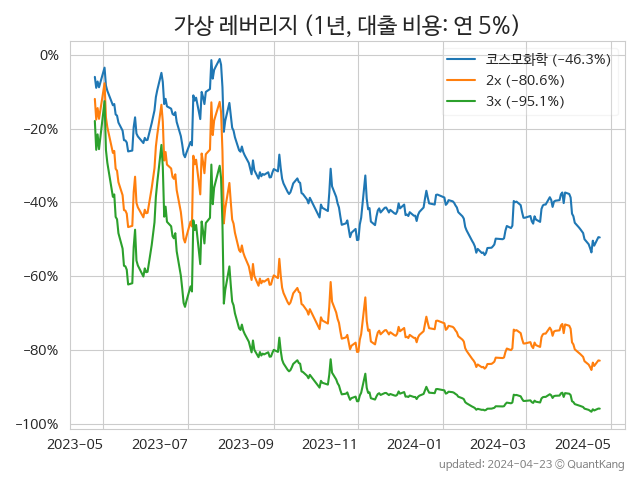 가상 레버리지 (1년, 대출 비용: 연 5%)
코스모화학 (−46.3%)
2x (−80.6%)
3x (−95.1%)
0%
−20%
−40%
−60%
−80%
−100%
2023-05 2023-07 2023-09 2023-11 2024-01 2024-03 2024-05
updated: 2024-04-23 © QuantKang